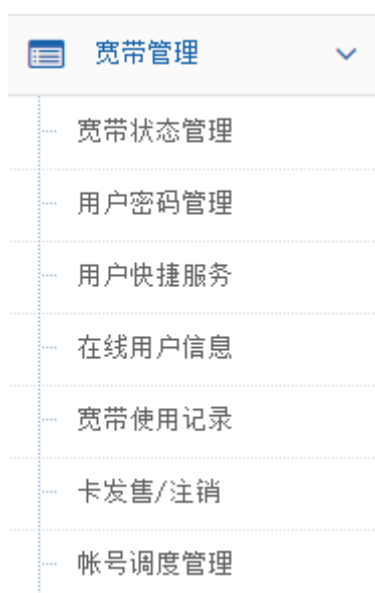 宽带管理
宽带状态管理
用户密码管理
用户快捷服务
在线用户信息
宽带使用记录
卡发售/注销
帐号调度管理